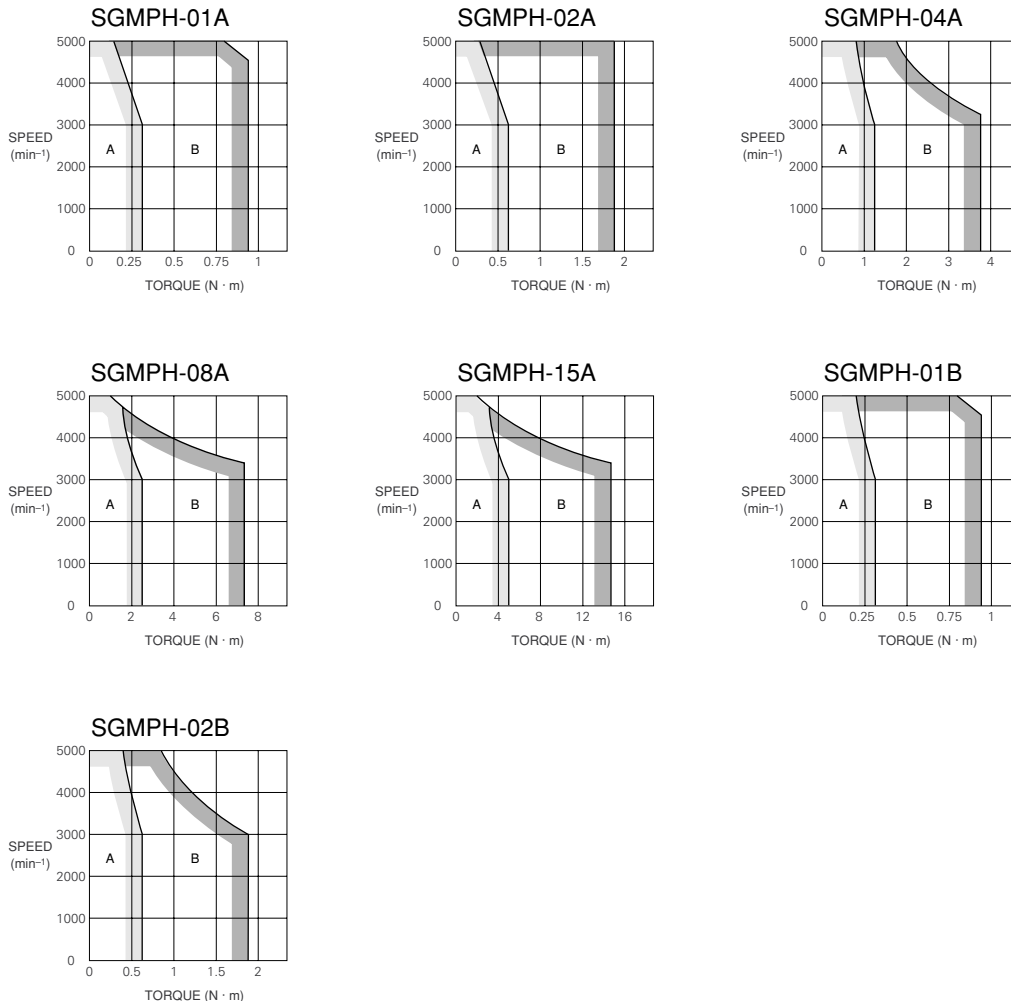 SGMPH-01A
5000
4000
3000
2000
1000
0
SPEED
(min⁻¹)
A
B
0 0.25 0.5 0.75 1
TORQUE (N · m)
SGMPH-02A
5000
4000
3000
2000
1000
0
SPEED
(min⁻¹)
A
B
0 0.5 1 1.5 2
TORQUE (N · m)
SGMPH-04A
5000
4000
3000
2000
1000
0
SPEED
(min⁻¹)
A
B
0 1 2 3 4
TORQUE (N · m)
SGMPH-08A
5000
4000
3000
2000
1000
0
SPEED
(min⁻¹)
A
B
0 2 4 6 8
TORQUE (N · m)
SGMPH-15A
5000
4000
3000
2000
1000
0
SPEED
(min⁻¹)
A
B
0 4 8 12 16
TORQUE (N · m)
SGMPH-01B
5000
4000
3000
2000
1000
0
SPEED
(min⁻¹)
A
B
0 0.25 0.5 0.75 1
TORQUE (N · m)
SGMPH-02B
5000
4000
3000
2000
1000
0
SPEED
(min⁻¹)
A
B
0 0.5 1 1.5 2
TORQUE (N · m)